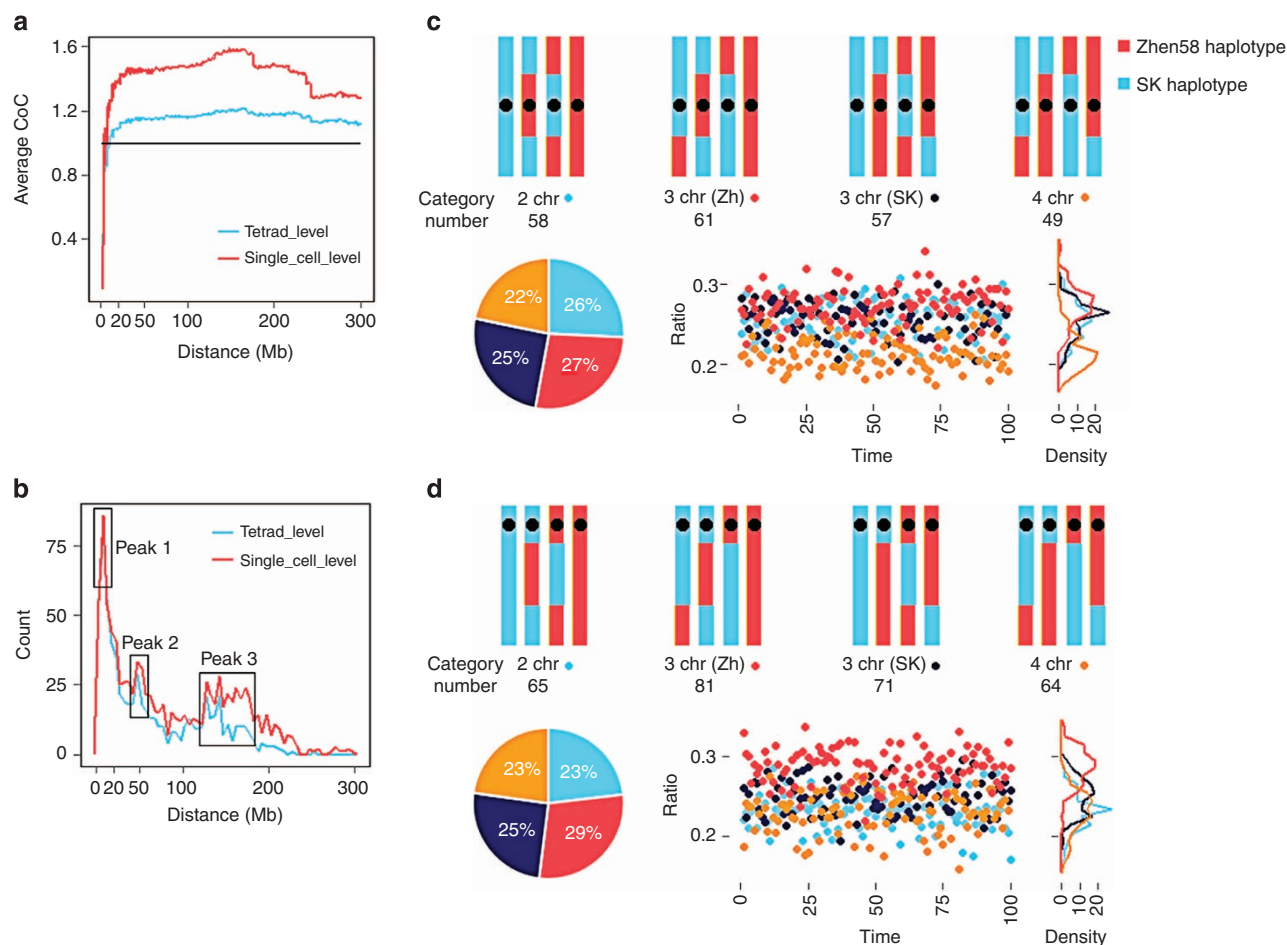 a
1.6
1.2
0.8
0.4
Average CoC
Tetrad_level
Single_cell_level
0 20 50 100 200 300
Distance (Mb)
b
75
50
25
0
Count
Peak 1
Peak 2
Peak 3
Tetrad_level
Single_cell_level
0 20 50 100 200 300
Distance (Mb)
c
Zhen58 haplotype
SK haplotype
Category 2 chr 3 chr (Zh) 3 chr (SK) 4 chr
number 58 61 57 49
22% 26%
25% 27%
Ratio
0.3
0.2
0 25 50 75 100
Time
0 10 20
Density
d
Category 2 chr 3 chr (Zh) 3 chr (SK) 4 chr
number 65 81 71 64
23% 23%
25% 29%
Ratio
0.3
0.2
0 25 50 75 100
Time
0 10 20
Density